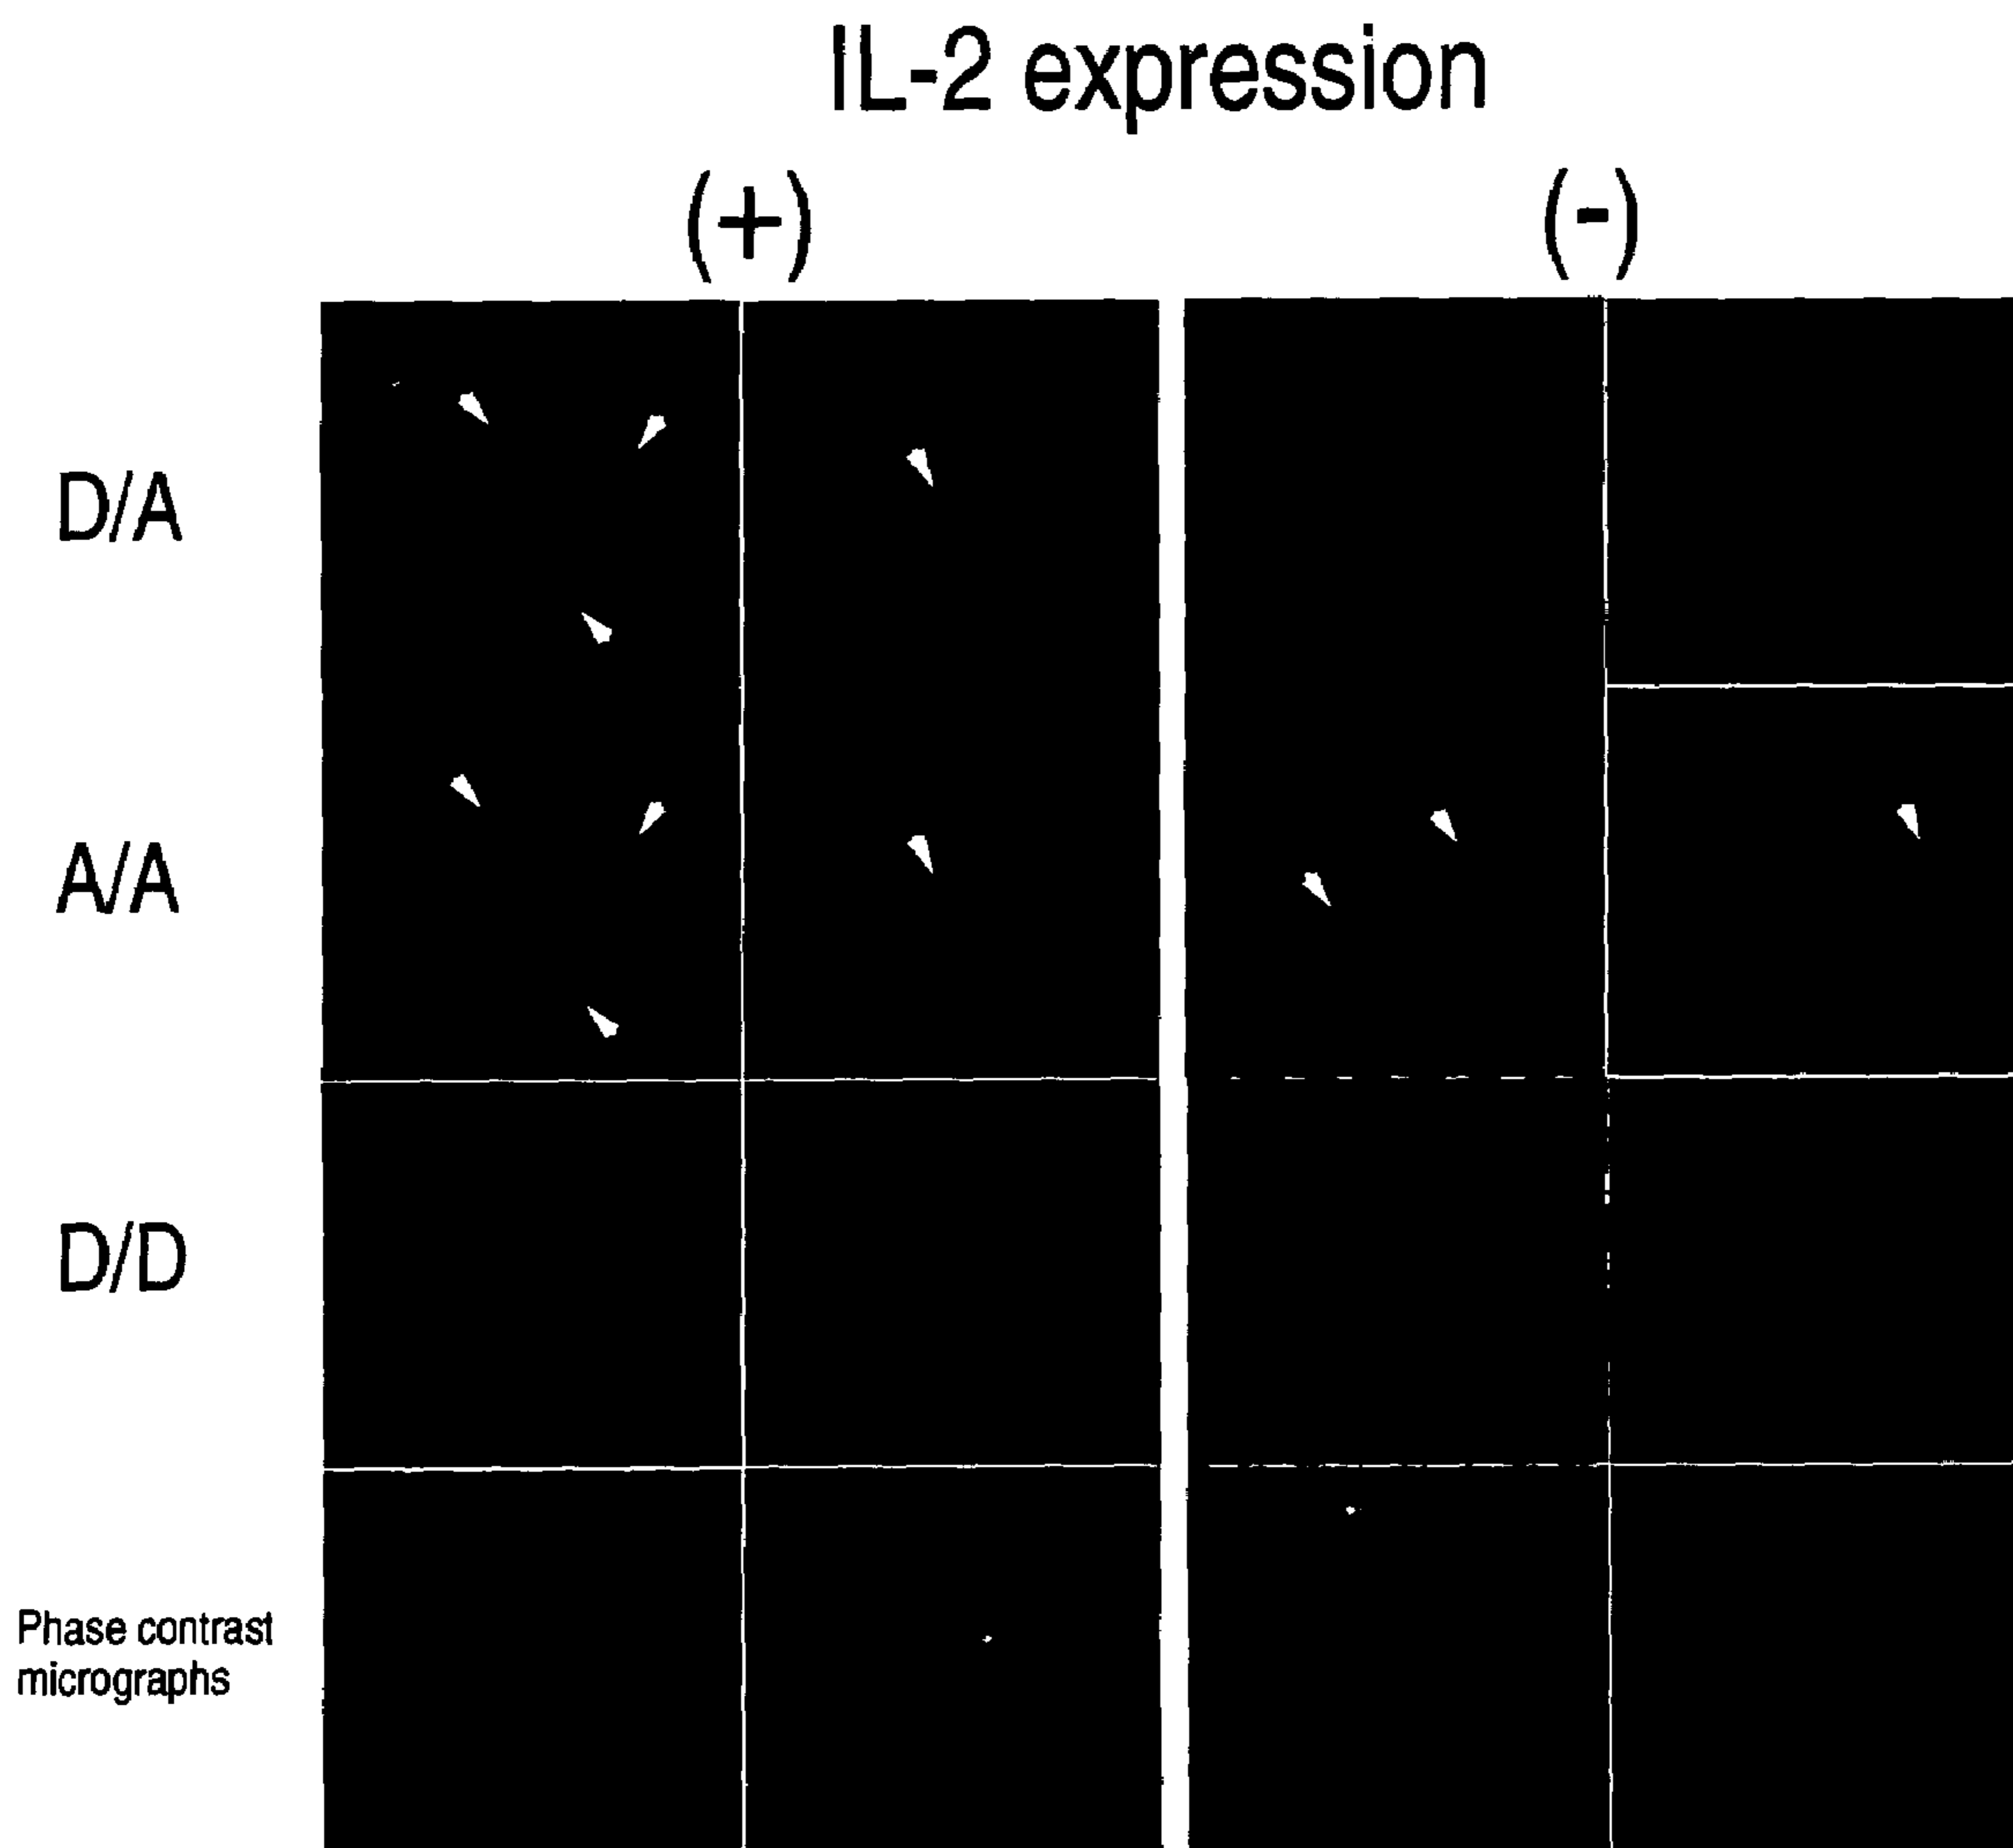 IL-2 expression
(+)
(-)
D/A
A/A
D/D
Phase contrast
micrographs